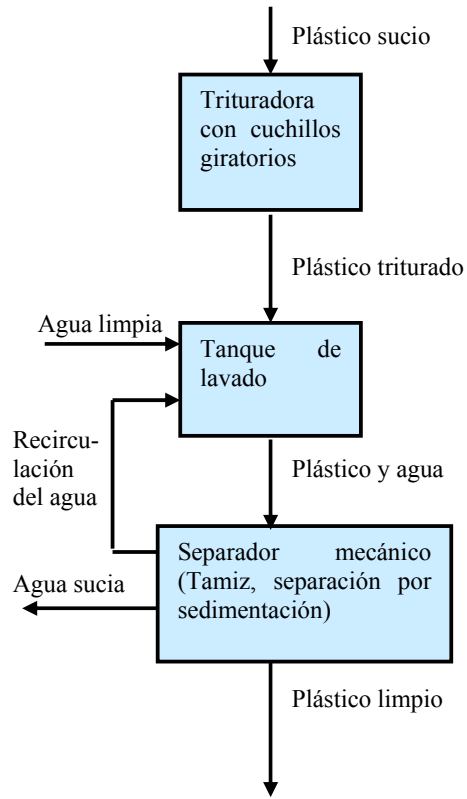 Plástico sucio
Trituradora
con cuchillos
giratorios
Plástico triturado
Agua limpia
Tanque de
lavado
Recircu-
lación
del agua
Plástico y agua
Separador mecánico
(Tamiz, separación por
sedimentación)
Agua sucia
Plástico limpio